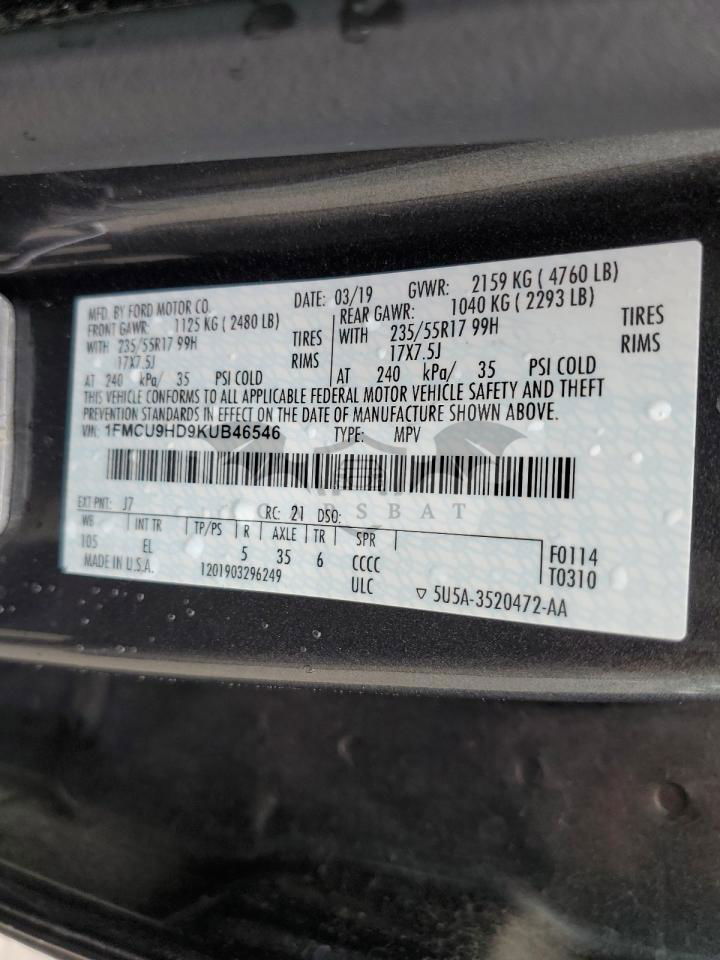 MFD. BY FORD MOTOR CO. DATE: 03/19 GVWR: 2159 KG ( 4760 LB)
FRONT GAWR: 1125 KG ( 2480 LB) REAR GAWR: 1040 KG ( 2293 LB)
WITH 235/55R17 99H TIRES WITH 235/55R17 99H TIRES
17X7.5J RIMS 17X7.5J RIMS
AT 240 kPa/ 35 PSI COLD AT 240 kPa/ 35 PSI COLD
THIS VEHICLE CONFORMS TO ALL APPLICABLE FEDERAL MOTOR VEHICLE SAFETY AND THEFT
PREVENTION STANDARDS IN EFFECT ON THE DATE OF MANUFACTURE SHOWN ABOVE.
VIN: 1FMCU9HD9KUB46546 TYPE: MPV
EXT PNT: J7 RC: 21 DSO:
WB INT TR TP/PS R AXLE TR SPR
105 EL 5 35 6 CCCC F0114
MADE IN U.S.A. 1201903296249 ULC T0310
▽ 5U5A-3520472-AA